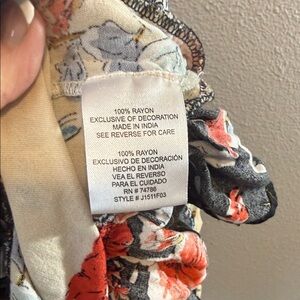 100% RAYON
EXCLUSIVE OF DECORATION
MADE IN INDIA
SEE REVERSE FOR CARE
100% RAYON
EXCLUSIVO DE DECORACIÓN
HECHO EN INDIA
VEA EL REVERSO
PARA EL CUIDADO
RN # 74786
STYLE # J1511F03